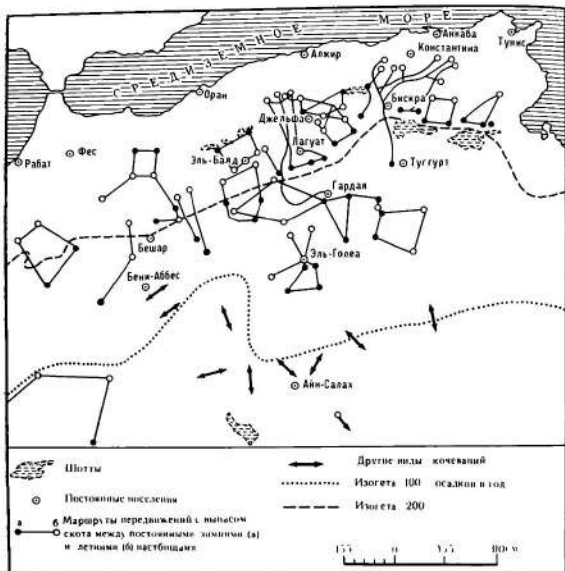 СРЕДИЗЕМНОЕ МОРЕ
Аннаба
Тунис
Константина
Алжир
Оран
Бискра
Джельфа
Лагуат
Рабат
Фес
Эль-Баяд
Туггурт
Гардая
Бешар
Эль-Голеа
Бени-Аббес
Айн-Салах
Шотты
Постоянные поселения
а б Маршруты передвижений с выпасом
скота между постоянными зимними (а)
и летними (б) пастбищами
Другие виды кочеваний
Изогета 100 осадков в год
Изогета 200
0